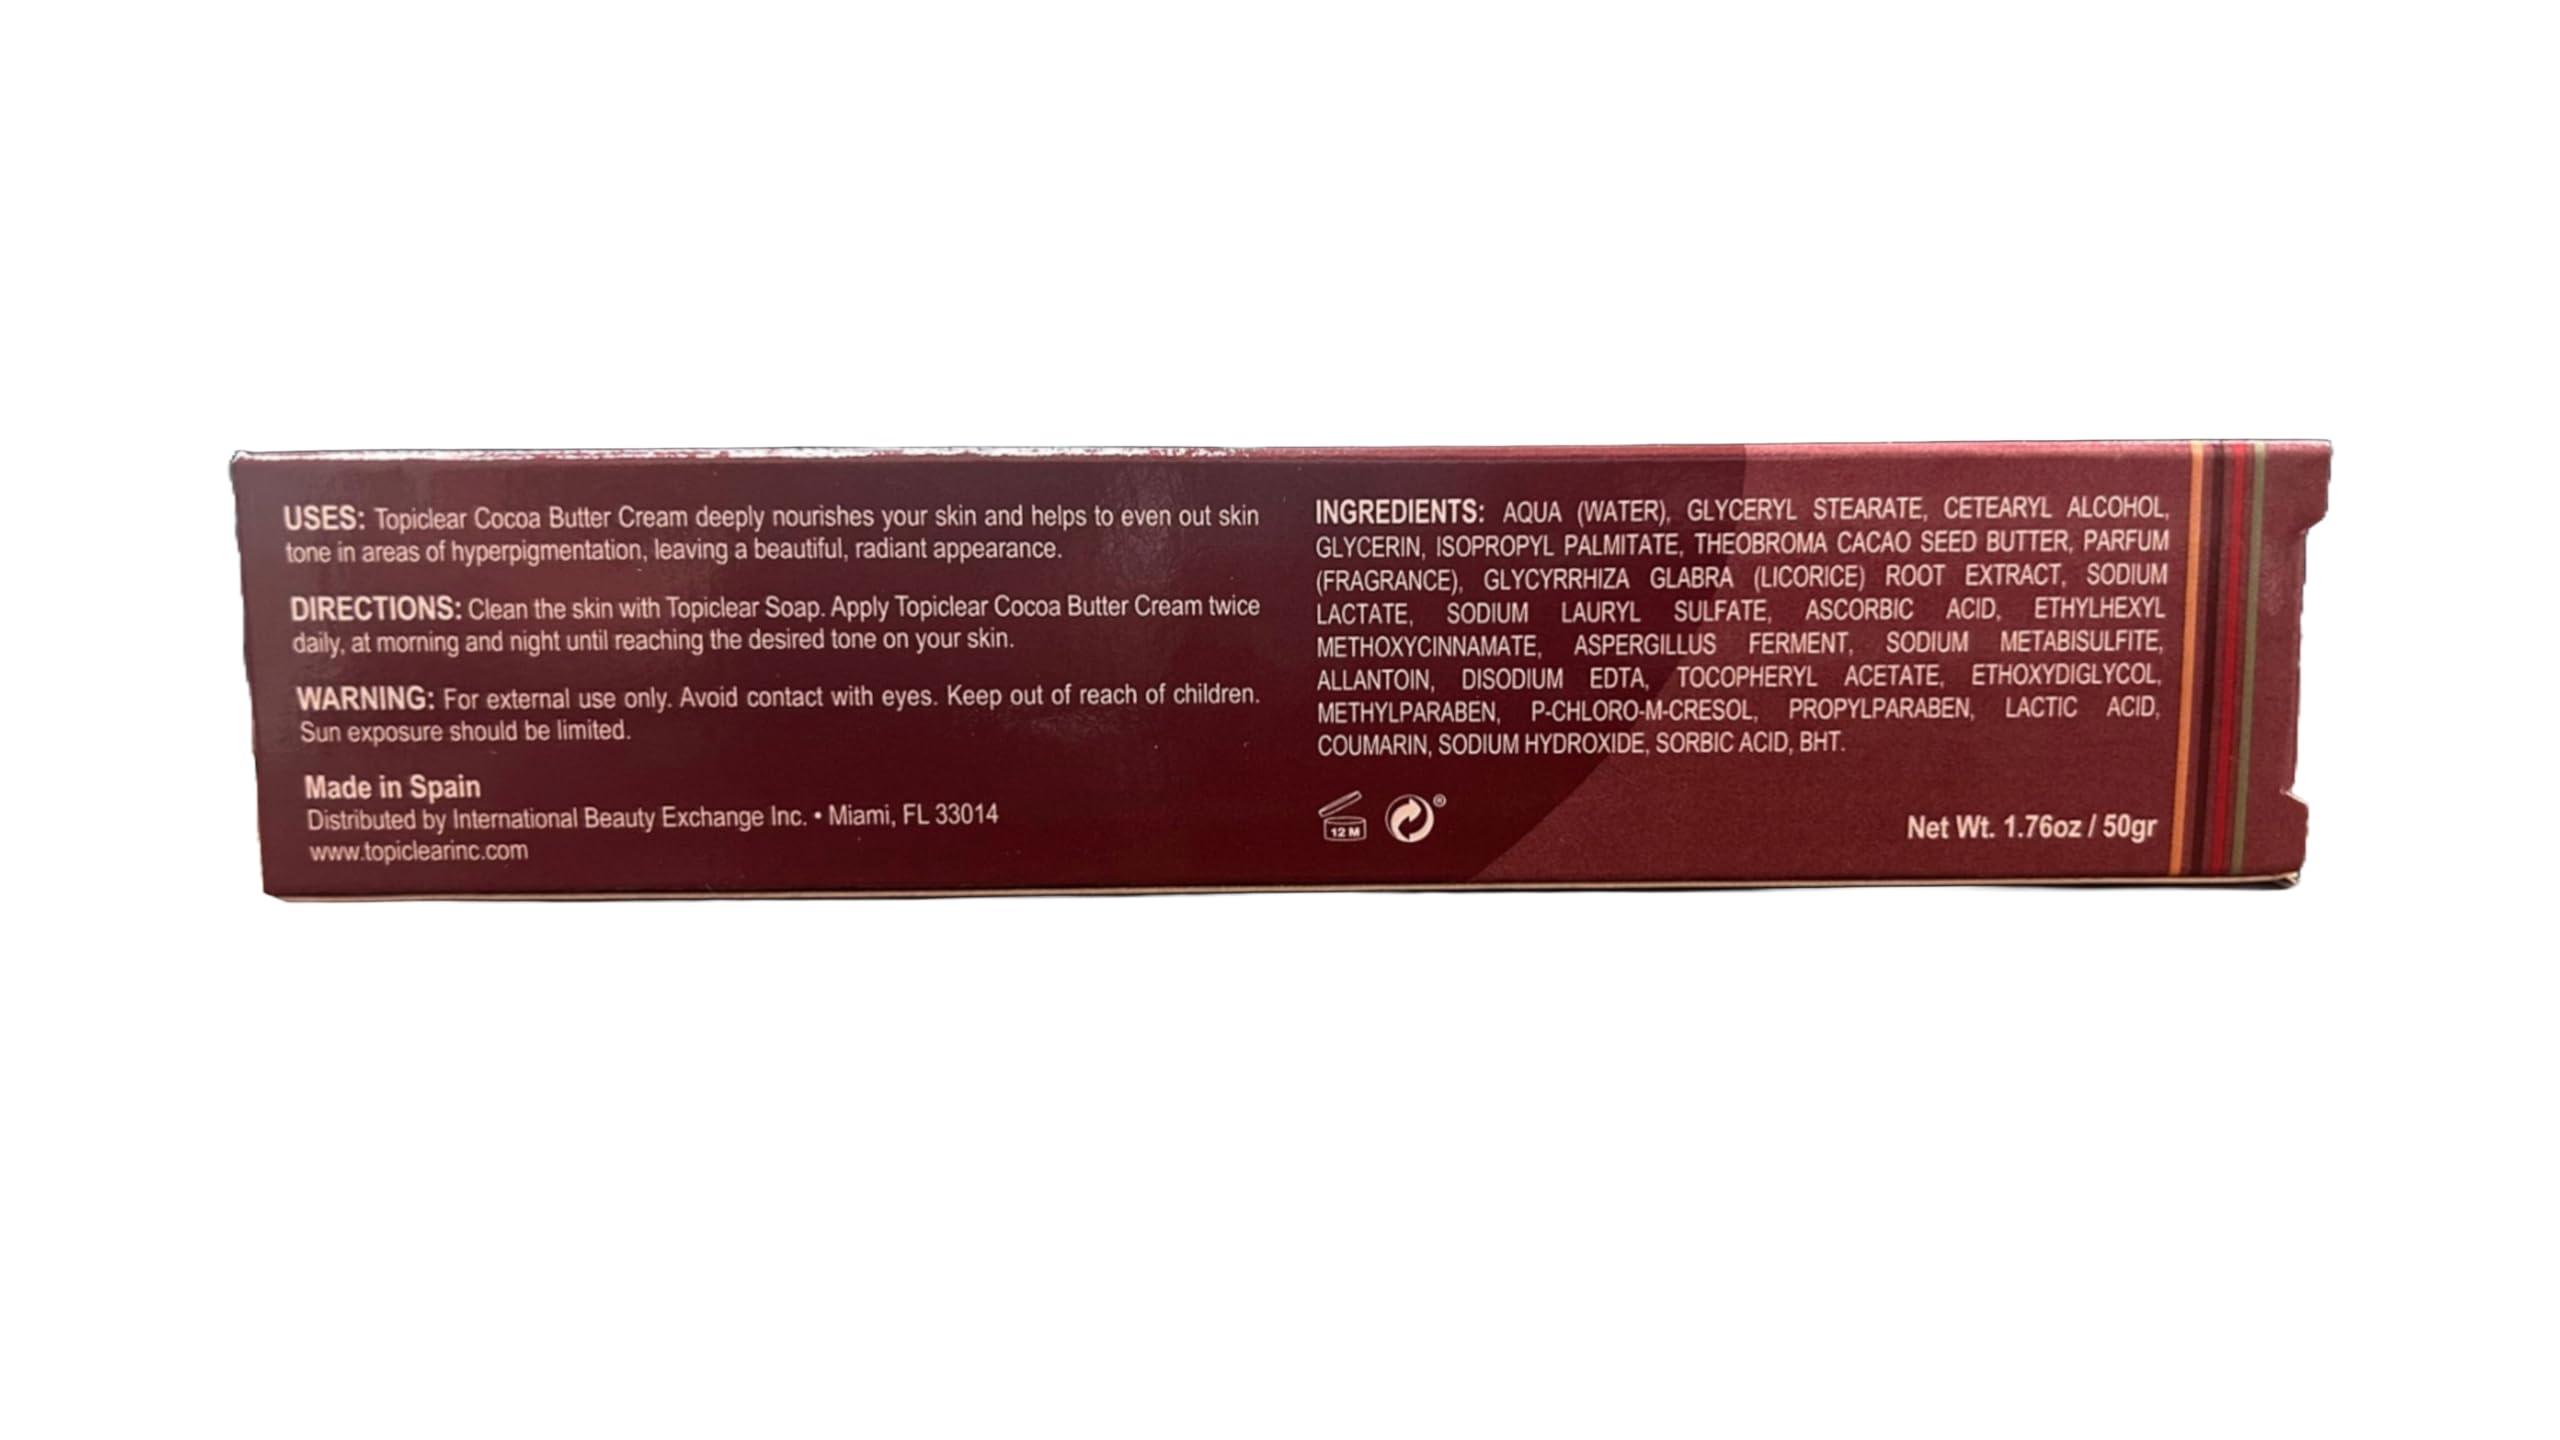 USES: Topiclear Cocoa Butter Cream deeply nourishes your skin and helps to even out skin
tone in areas of hyperpigmentation, leaving a beautiful, radiant appearance.
DIRECTIONS: Clean the skin with Topiclear Soap. Apply Topiclear Cocoa Butter Cream twice
daily, at morning and night until reaching the desired tone on your skin.
WARNING: For external use only. Avoid contact with eyes. Keep out of reach of children.
Sun exposure should be limited.
Made in Spain
Distributed by International Beauty Exchange Inc. • Miami, FL 33014
www.topiclearinc.com
INGREDIENTS: AQUA (WATER), GLYCERYL STEARATE, CETEARYL ALCOHOL,
GLYCERIN, ISOPROPYL PALMITATE, THEOBROMA CACAO SEED BUTTER, PARFUM
(FRAGRANCE), GLYCYRRHIZA GLABRA (LICORICE) ROOT EXTRACT, SODIUM
LACTATE, SODIUM LAURYL SULFATE, ASCORBIC ACID, ETHYLHEXYL
METHOXYCINNAMATE, ASPERGILLUS FERMENT, SODIUM METABISULFITE,
ALLANTOIN, DISODIUM EDTA, TOCOPHERYL ACETATE, ETHOXYDIGLYCOL,
METHYLPARABEN, P-CHLORO-M-CRESOL, PROPYLPARABEN, LACTIC ACID,
COUMARIN, SODIUM HYDROXIDE, SORBIC ACID, BHT.
12 M ®
Net Wt. 1.76oz / 50gr